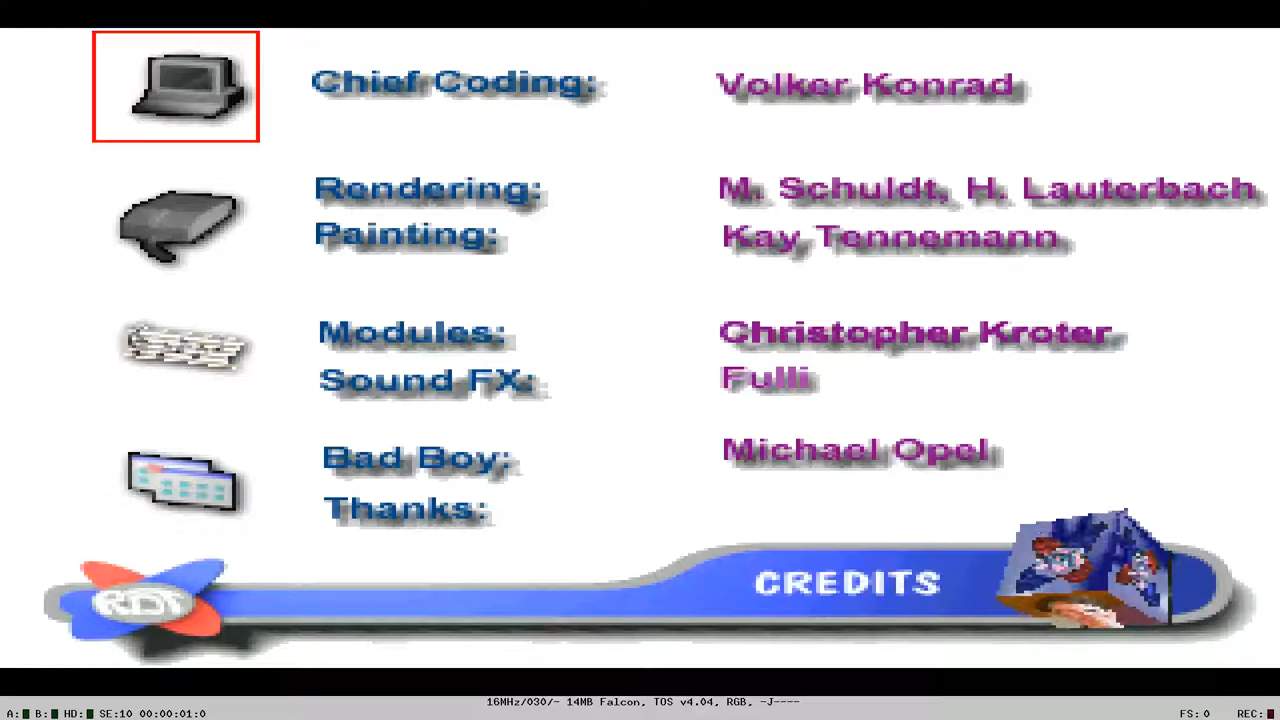 Chief Coding: Volker Konrad
Rendering: M. Schuldt, H. Lauterbach
Painting: Kay Tennemann
Modules: Christopher Kroter
Sound FX: Fulli
Bad Boy: Michael Opel
Thanks:
CREDITS
16MHz/030/- 14MB Falcon, TOS v4.04, RGB, -J----
A: B: HD: SE:10 00:00:01:0 FS: 0 REC: